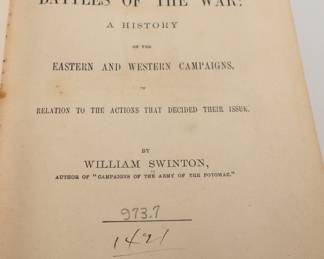 BATTLES OF THE WAR:
A HISTORY
OF THE
EASTERN AND WESTERN CAMPAIGNS,
IN
RELATION TO THE ACTIONS THAT DECIDED THEIR ISSUE.
BY
WILLIAM SWINTON,
AUTHOR OF "CAMPAIGNS OF THE ARMY OF THE POTOMAC."
973.7
1421